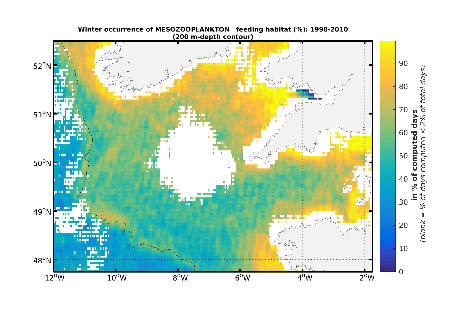 Winter occurrence of MESOZOOPLANKTON feeding habitat (%): 1998-2010
(200 m-depth contour)
52°N
51°N
50°N
49°N
48°N
12°W
10°W
8°W
6°W
4°W
2°W
90
80
70
60
50
40
30
20
10
0
in % of computed days
(blank = % of days computed < 2% of total days)